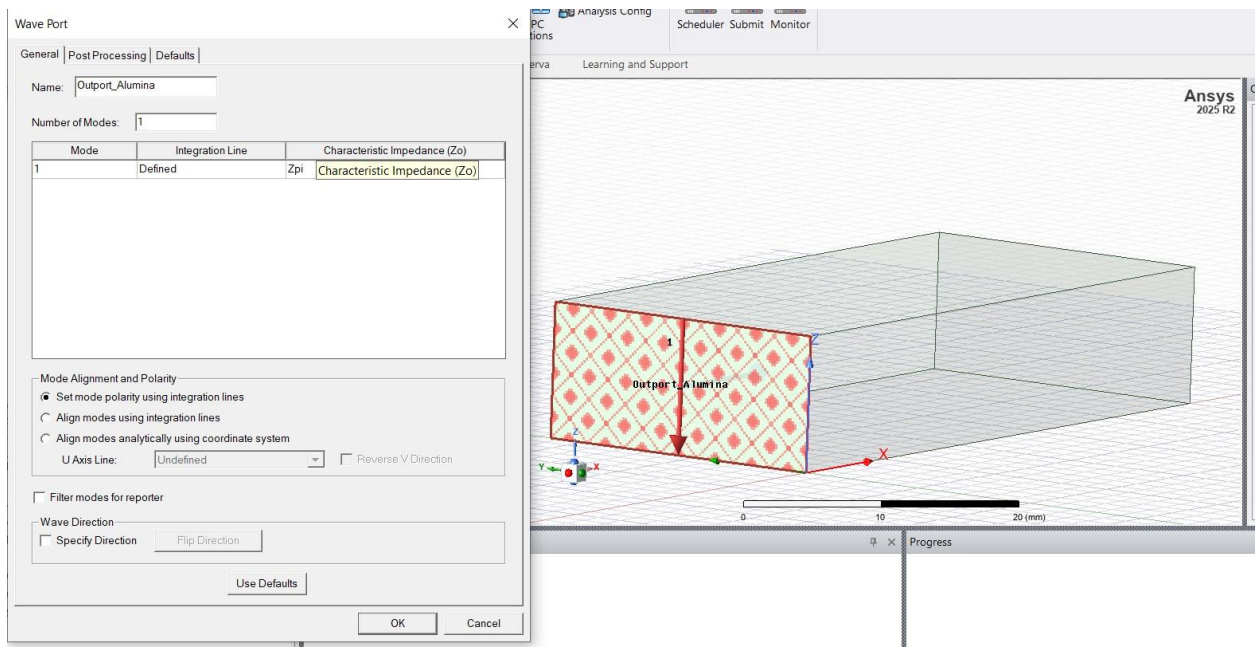 Wave Port
General Post Processing Defaults
Name: Outport_Alumina
Number of Modes: 1
Mode Integration Line Characteristic Impedance (Zo)
1 Defined Zpi Characteristic Impedance (Zo)
Mode Alignment and Polarity
Set mode polarity using integration lines
Align modes using integration lines
Align modes analytically using coordinate system
U Axis Line: Undefined Reverse V Direction
Filter modes for reporter
Wave Direction
Specify Direction Flip Direction
Use Defaults
OK Cancel
PC Analysis Config
tions
Scheduler Submit Monitor
erva Learning and Support
Ansys
2025 R2
Z
1
Outport_Alumina
X
Z
Y X
0 10 20 (mm)
Progress